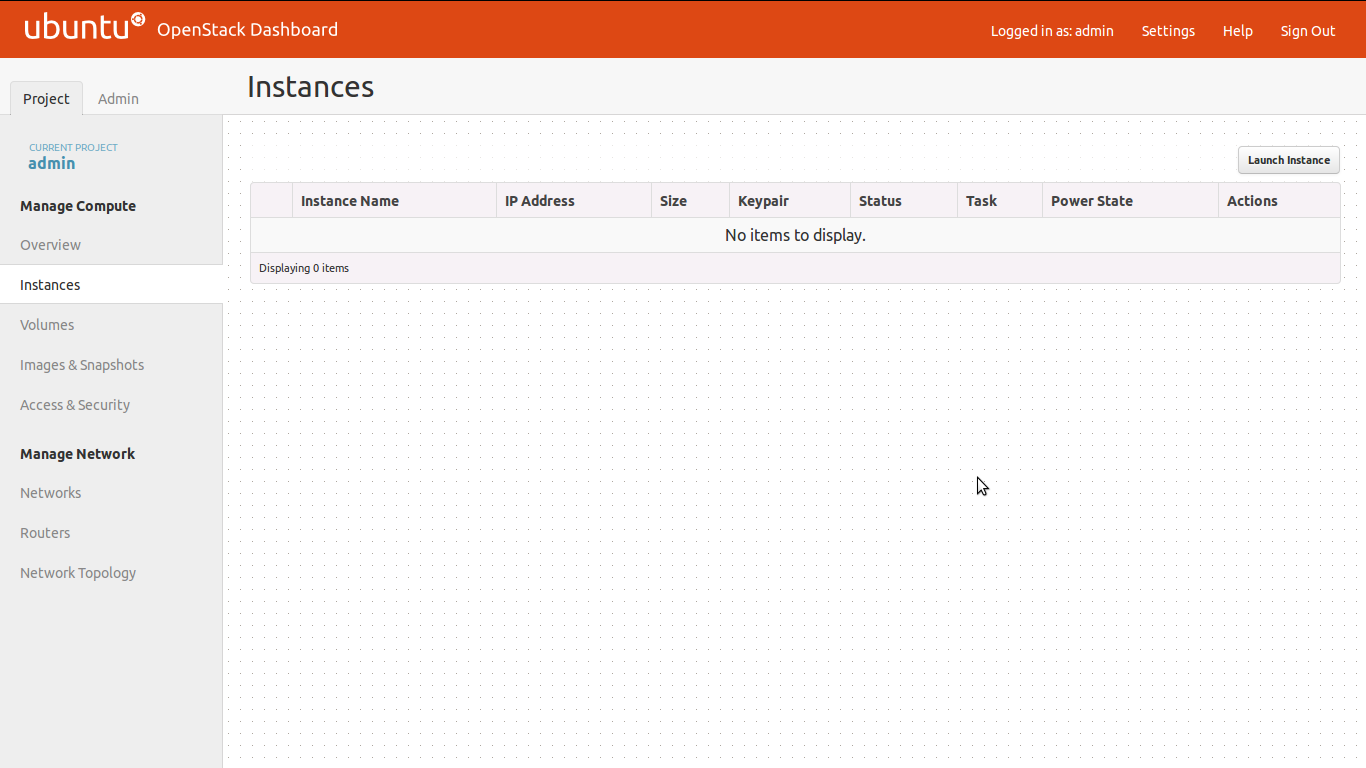 ubuntu OpenStack Dashboard Logged in as: admin Settings Help Sign Out
Project Admin Instances
CURRENT PROJECT
admin
Manage Compute
Overview
Instances
Volumes
Images & Snapshots
Access & Security
Manage Network
Networks
Routers
Network Topology
Launch Instance
Instance Name IP Address Size Keypair Status Task Power State Actions
No items to display.
Displaying 0 items